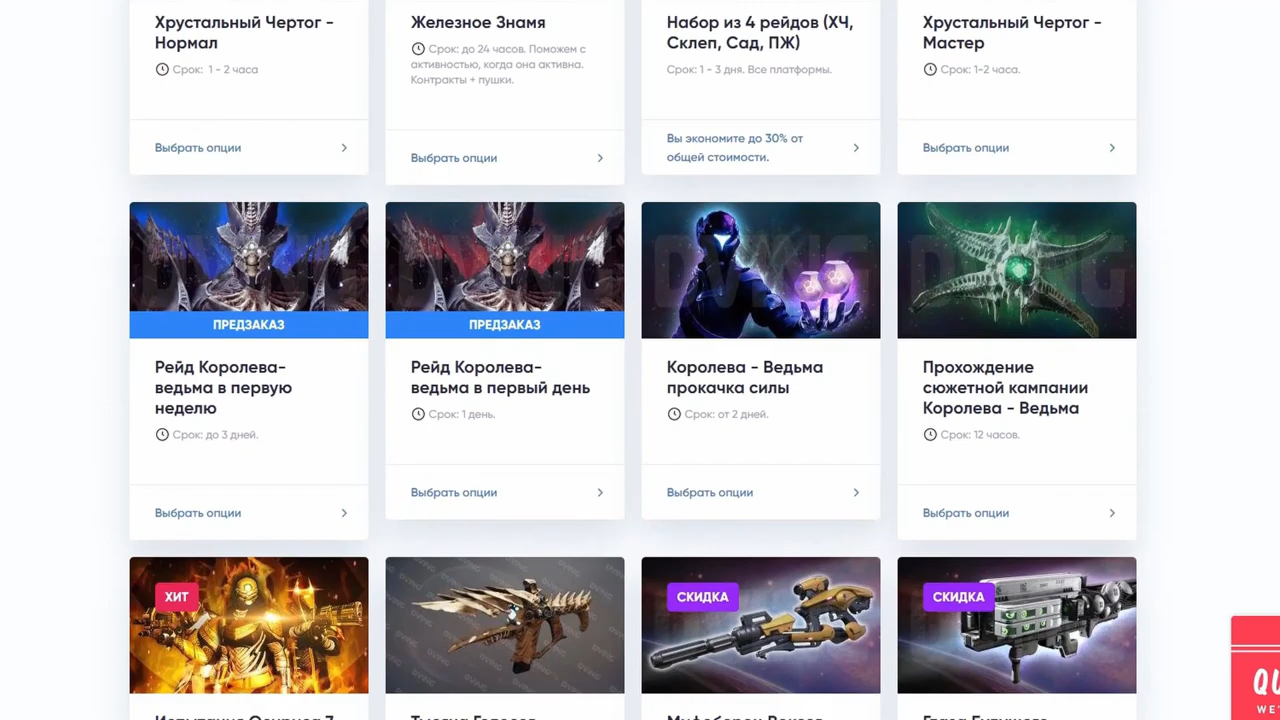 Хрустальный Чертог -
Нормал
Срок: 1 - 2 часа
Выбрать опции
Железное Знамя
Срок: до 24 часов. Поможем с
активностью, когда она активна.
Контракты + пушки.
Выбрать опции
Набор из 4 рейдов (ХЧ,
Склеп, Сад, ПЖ)
Срок: 1 - 3 дня. Все платформы.
Вы экономите до 30% от
общей стоимости.
Хрустальный Чертог -
Мастер
Срок: 1-2 часа.
Выбрать опции
ПРЕДЗАКАЗ
Рейд Королева-
ведьма в первую
неделю
Срок: до 3 дней.
Выбрать опции
ПРЕДЗАКАЗ
Рейд Королева-
ведьма в первый день
Срок: 1 день.
Выбрать опции
DVING
Королева - Ведьма
прокачка силы
Срок: от 2 дней.
Выбрать опции
DVING
Прохождение
сюжетной кампании
Королева - Ведьма
Срок: 12 часов.
Выбрать опции
ХИТ
СКИДКА
СКИДКА